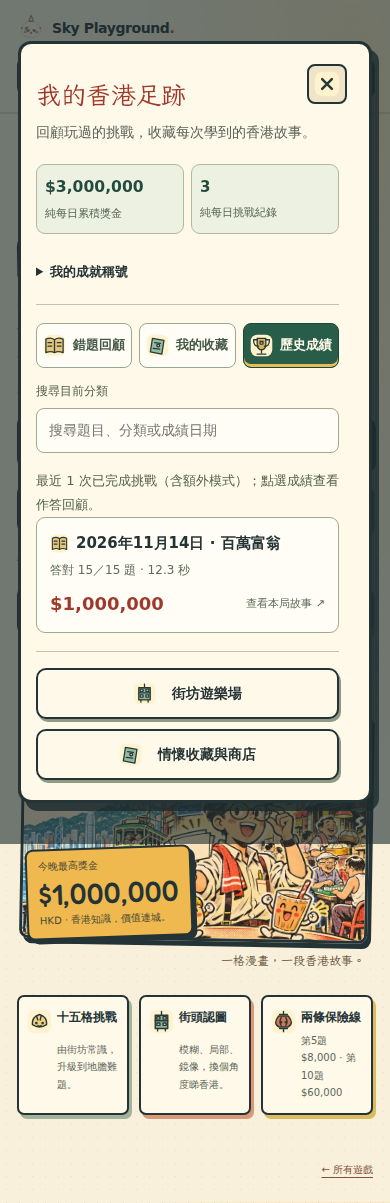 Sky Playground.
我的香港足跡
回顧玩過的挑戰，收藏每次學到的香港故事。
$3,000,000
純每日累積獎金
3
純每日挑戰紀錄
我的成就稱號
錯題回顧
我的收藏
歷史成績
搜尋目前分類
搜尋題目、分類或成績日期
最近 1 次已完成挑戰（含額外模式）；點選成績查看
作答回顧。
2026年11月14日 · 百萬富翁
答對 15／15 題 · 12.3 秒
$1,000,000
查看本局故事 ↗
街坊遊樂場
情懷收藏與商店
今晚最高獎金
$1,000,000
HKD · 香港知識，價值連城。
一格漫畫，一段香港故事。
十五格挑戰
由街坊常識，
升級到地膽難
題。
街頭認圖
模糊、局部、
鏡像，換個角
度睇香港。
兩條保險線
第5題
$8,000 · 第
10題
$60,000
← 所有遊戲